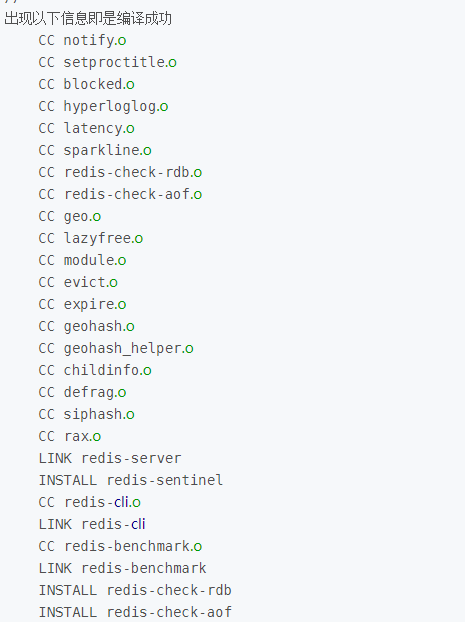 出现以下信息即是编译成功
CC notify.o
CC setproctitle.o
CC blocked.o
CC hyperloglog.o
CC latency.o
CC sparkline.o
CC redis-check-rdb.o
CC redis-check-aof.o
CC geo.o
CC lazyfree.o
CC module.o
CC evict.o
CC expire.o
CC geohash.o
CC geohash_helper.o
CC childinfo.o
CC defrag.o
CC siphash.o
CC rax.o
LINK redis-server
INSTALL redis-sentinel
CC redis-cli.o
LINK redis-cli
CC redis-benchmark.o
LINK redis-benchmark
INSTALL redis-check-rdb
INSTALL redis-check-aof